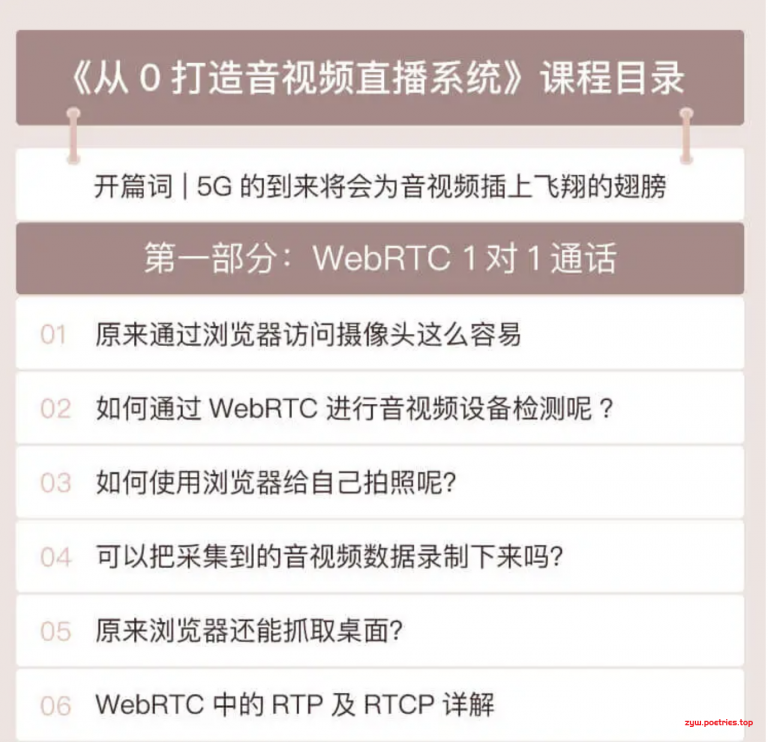 《从 0 打造音视频直播系统》课程目录
开篇词 | 5G 的到来将会为音视频插上飞翔的翅膀
第一部分：WebRTC 1 对 1 通话
01 原来通过浏览器访问摄像头这么容易
02 如何通过 WebRTC 进行音视频设备检测呢？
03 如何使用浏览器给自己拍照呢?
04 可以把采集到的音视频数据录制下来吗?
05 原来浏览器还能抓取桌面?
06 WebRTC 中的 RTP 及 RTCP 详解
zyw.poetries.top